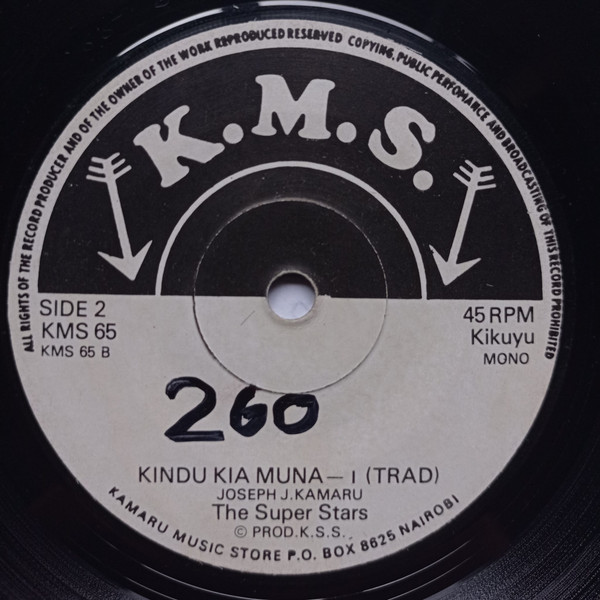 ALL RIGHTS OF THE RECORD PRODUCER AND OF THE OWNER OF THE WORK REPRODUCED RESERVED COPYING, PUBLIC PERFOMANCE AND BROADCASTING OF THIS RECORD PROHIBITED
K.M.S.
SIDE 2
KMS 65
KMS 65 B
45 RPM
Kikuyu
MONO
260
KINDU KIA MUNA — 1 (TRAD)
JOSEPH J.KAMARU
The Super Stars
© PROD.K.S.S.
KAMARU MUSIC STORE P.O. BOX 8625 NAIROBI